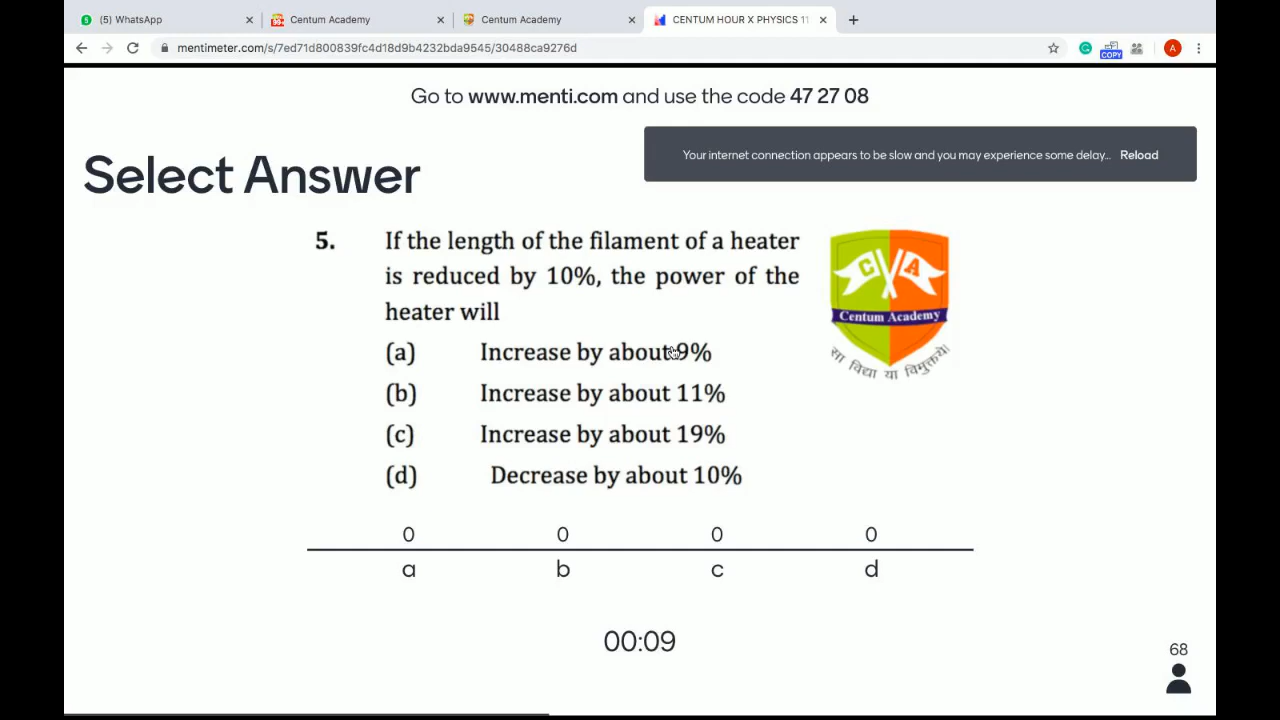 (5) WhatsApp
Centum Academy
Centum Academy
CENTUM HOUR X PHYSICS 11
mentimeter.com/s/7ed71d800839fc4d18d9b4232bda9545/30488ca9276d
COPY
A
Go to www.menti.com and use the code 47 27 08
Your internet connection appears to be slow and you may experience some delay... Reload
Select Answer
5. If the length of the filament of a heater
is reduced by 10%, the power of the
heater will
(a) Increase by about 9%
(b) Increase by about 11%
(c) Increase by about 19%
(d) Decrease by about 10%
C A
Centum Academy
सा विद्या या विमुक्तये।
0 0 0 0
a b c d
00:09
68